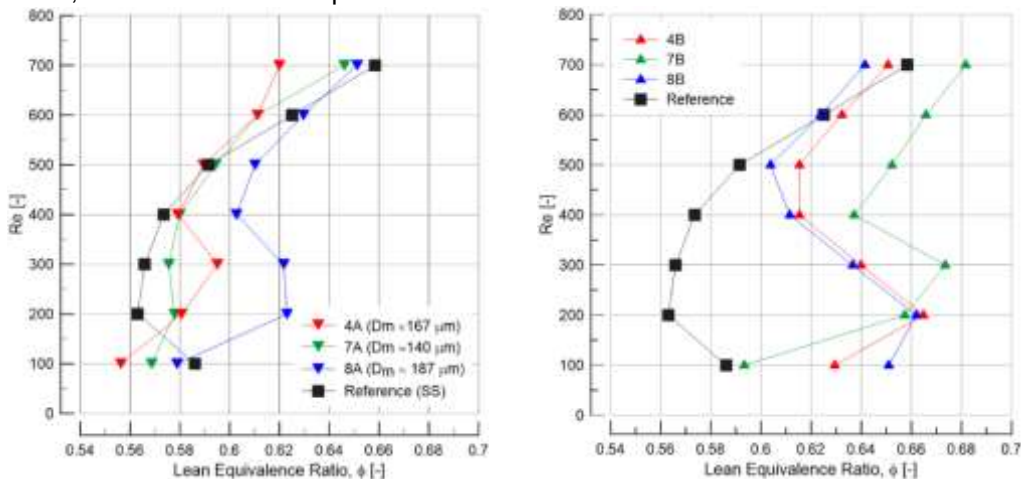 800
700
600
500
400
300
200
100
0
Re [-]
0.54 0.56 0.58 0.6 0.62 0.64 0.66 0.68 0.7
Lean Equivalence Ratio, ϕ [-]
4A (Dm ≈167 μm)
7A (Dm ≈140 μm)
8A (Dm ≈ 187 μm)
Reference (SS)
800
700
600
500
400
300
200
100
0
Re [-]
0.54 0.56 0.58 0.6 0.62 0.64 0.66 0.68 0.7
Lean Equivalence Ratio, ϕ [-]
4B
7B
8B
Reference